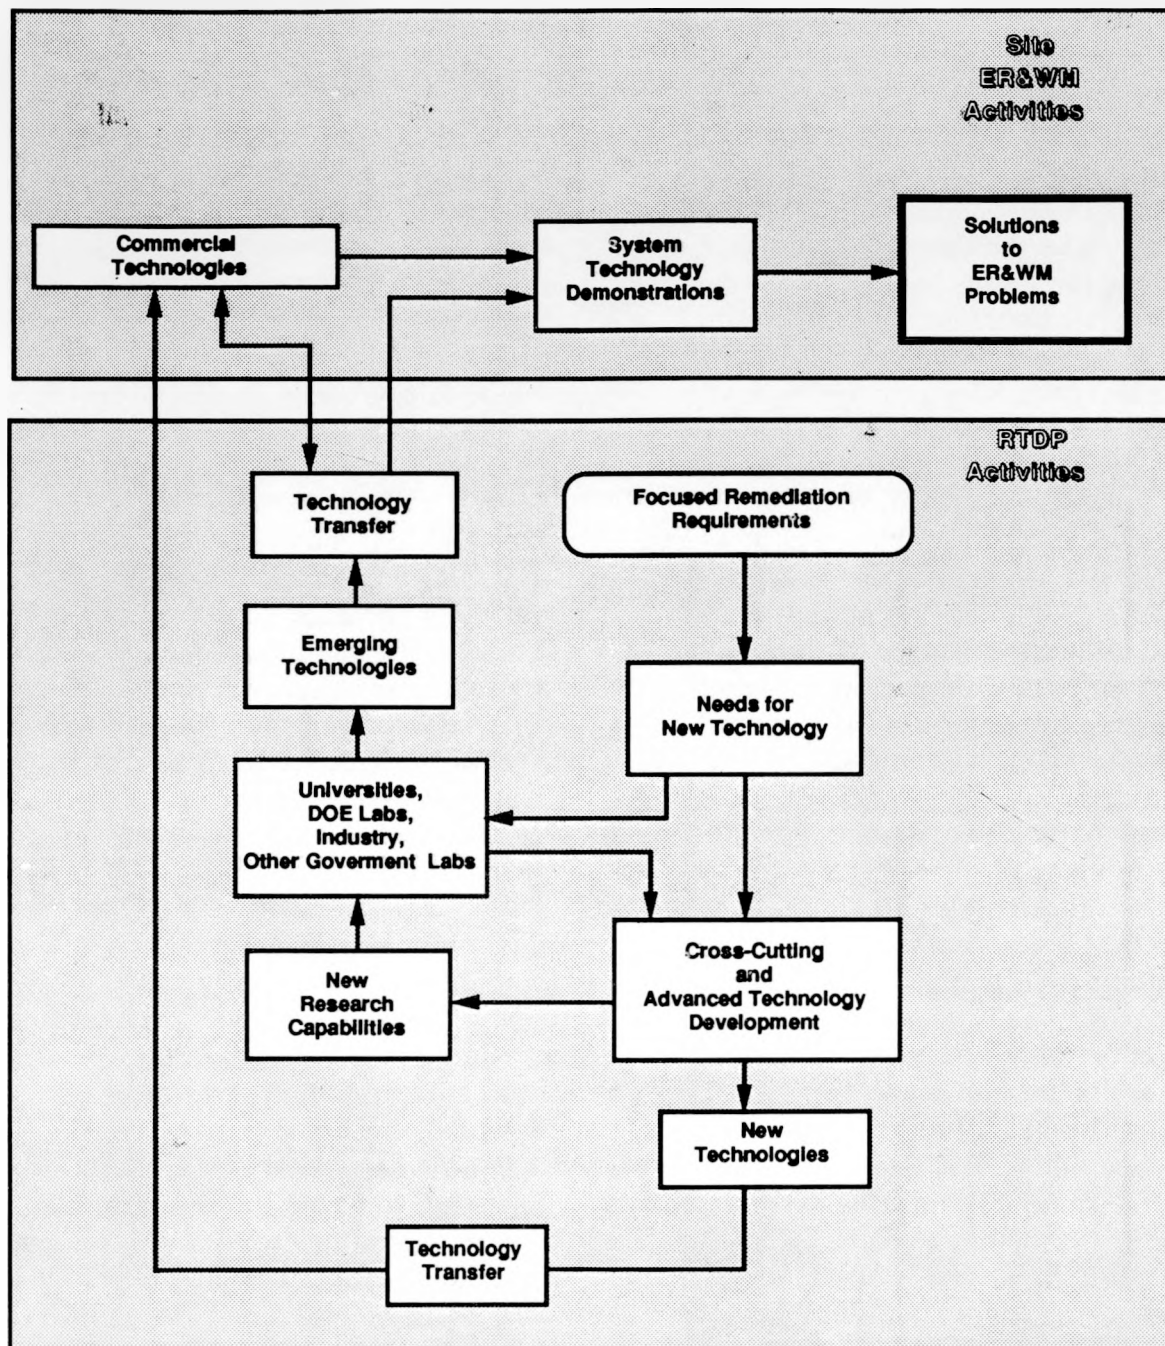 Site
ER&WM
Activities
Commercial
Technologies
System
Technology
Demonstrations
Solutions
to
ER&WM
Problems
RTDP
Activities
Technology
Transfer
Focused Remediation
Requirements
Emerging
Technologies
Needs for
New Technology
Universities,
DOE Labs,
Industry,
Other Goverment Labs
Cross-Cutting
and
Advanced Technology
Development
New
Research
Capabilities
New
Technologies
Technology
Transfer